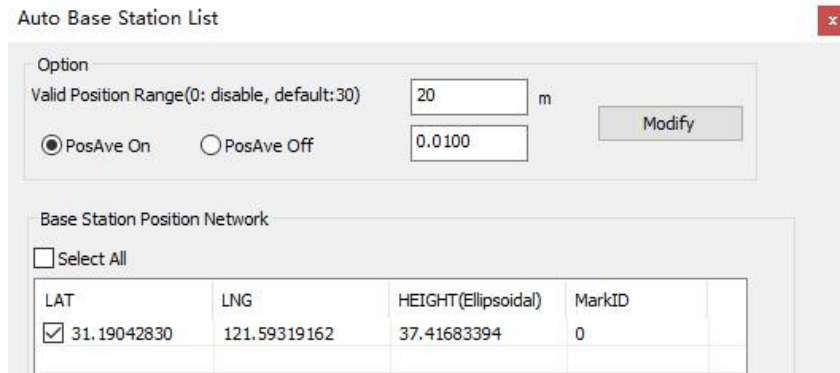 Auto Base Station List
x
Option
Valid Position Range(0: disable, default:30) 20 m
Modify
PosAve On PosAve Off 0.0100
Base Station Position Network
Select All
LAT LNG HEIGHT(Ellipsoidal) MarkID
31.19042830 121.59319162 37.41683394 0